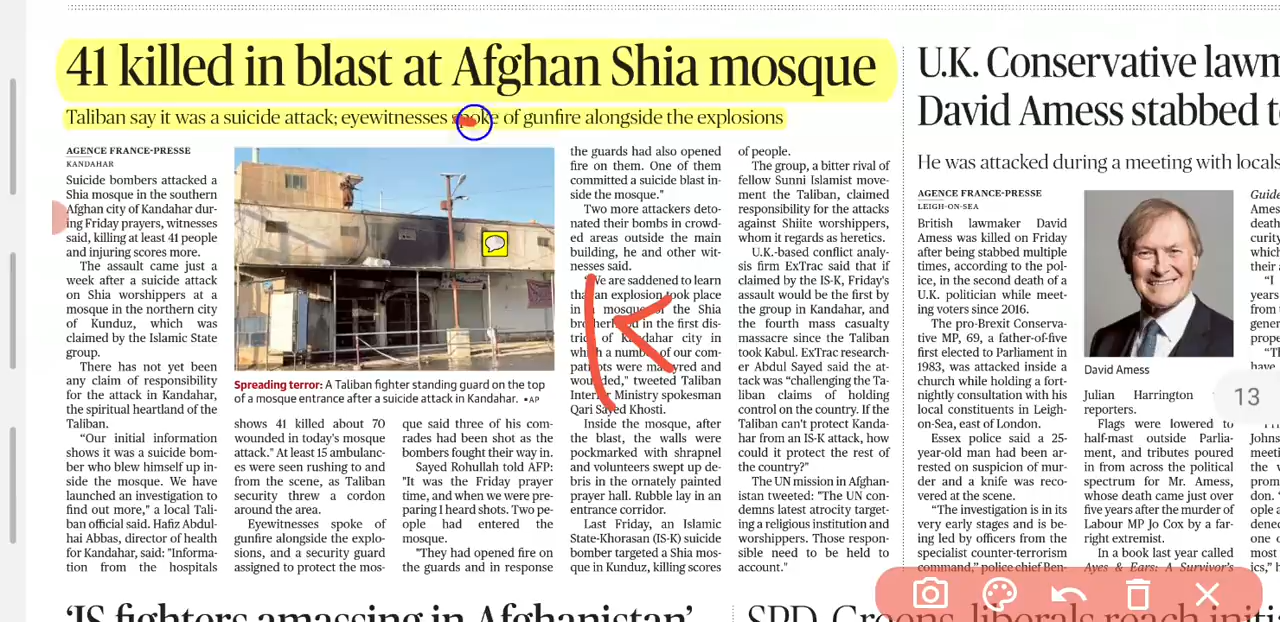 41 killed in blast at Afghan Shia mosque
Taliban say it was a suicide attack; eyewitnesses spoke of gunfire alongside the explosions
AGENCE FRANCE-PRESSE
KANDAHAR
Suicide bombers attacked a
Shia mosque in the southern
Afghan city of Kandahar dur-
ing Friday prayers, witnesses
said, killing at least 41 people
and injuring scores more.
The assault came just a
week after a suicide attack
on Shia worshippers at a
mosque in the northern city
of Kunduz, which was
claimed by the Islamic State
group.
There has not yet been
any claim of responsibility
for the attack in Kandahar,
the spiritual heartland of the
Taliban.
“Our initial information
shows it was a suicide bom-
ber who blew himself up in-
side the mosque. We have
launched an investigation to
find out more," a local Tali-
ban official said. Hafiz Abdul-
hai Abbas, director of health
for Kandahar, said: "Informa-
tion from the hospitals
Spreading terror: A Taliban fighter standing guard on the top
of a mosque entrance after a suicide attack in Kandahar. •AP
shows 41 killed about 70
wounded in today's mosque
attack." At least 15 ambulanc-
es were seen rushing to and
from the scene, as Taliban
security threw a cordon
around the area.
Eyewitnesses spoke of
gunfire alongside the explo-
sions, and a security guard
assigned to protect the mos-
que said three of his com-
rades had been shot as the
bombers fought their way in.
Sayed Rohullah told AFP:
"It was the Friday prayer
time, and when we were pre-
paring I heard shots. Two pe-
ople had entered the
mosque.
"They had opened fire on
the guards and in response
the guards had also opened
fire on them. One of them
committed a suicide blast in-
side the mosque."
Two more attackers deto-
nated their bombs in crowd-
ed areas outside the main
building, he and other wit-
nesses said.
"We are saddened to learn
that an explosion took place
in a mosque of the Shia
brotherhood in the first dis-
trict of Kandahar city in
which a number of our com-
patriots were martyred and
wounded," tweeted Taliban
Interior Ministry spokesman
Qari Sayed Khosti.
Inside the mosque, after
the blast, the walls were
pockmarked with shrapnel
and volunteers swept up de-
bris in the ornately painted
prayer hall. Rubble lay in an
entrance corridor.
Last Friday, an Islamic
State-Khorasan (IS-K) suicide
bomber targeted a Shia mos-
que in Kunduz, killing scores
of people.
The group, a bitter rival of
fellow Sunni Islamist move-
ment the Taliban, claimed
responsibility for the attacks
against Shiite worshippers,
whom it regards as heretics.
U.K.-based conflict analy-
sis firm ExTrac said that if
claimed by the IS-K, Friday's
assault would be the first by
the group in Kandahar, and
the fourth mass casualty
massacre since the Taliban
took Kabul. ExTrac research-
er Abdul Sayed said the at-
tack was “challenging the Ta-
liban claims of holding
control on the country. If the
Taliban can't protect Kanda-
har from an IS-K attack, how
could it protect the rest of
the country?"
The UN mission in Afghan-
istan tweeted: "The UN con-
demns latest atrocity target-
ing a religious institution and
worshippers. Those respon-
sible need to be held to
account."
U.K. Conservative lawm
David Amess stabbed t
He was attacked during a meeting with locals
AGENCE FRANCE-PRESSE
LEIGH-ON-SEA
British lawmaker David
Amess was killed on Friday
after being stabbed multiple
times, according to the pol-
ice, in the second death of a
U.K. politician while meet-
ing voters since 2016.
The pro-Brexit Conserva-
tive MP, 69, a father-of-five
first elected to Parliament in
1983, was attacked inside a
church while holding a fort-
nightly consultation with his
local constituents in Leigh-
on-Sea, east of London.
Essex police said a 25-
year-old man had been ar-
rested on suspicion of mur-
der and a knife was reco-
vered at the scene.
“The investigation is in its
very early stages and is be-
ing led by officers from the
specialist counter-terrorism
command," police chief Ben-
David Amess
Julian Harrington
reporters.
Flags were lowered to
half-mast outside Parlia-
ment, and tributes poured
in from across the political
spectrum for Mr. Amess,
whose death came just over
five years after the murder of
Labour MP Jo Cox by a far-
right extremist.
In a book last year called
Ayes & Ears: A Survivor's
13
'IS fighters amassing in Afghanistan'
SPD, Greens, liberals reach initi